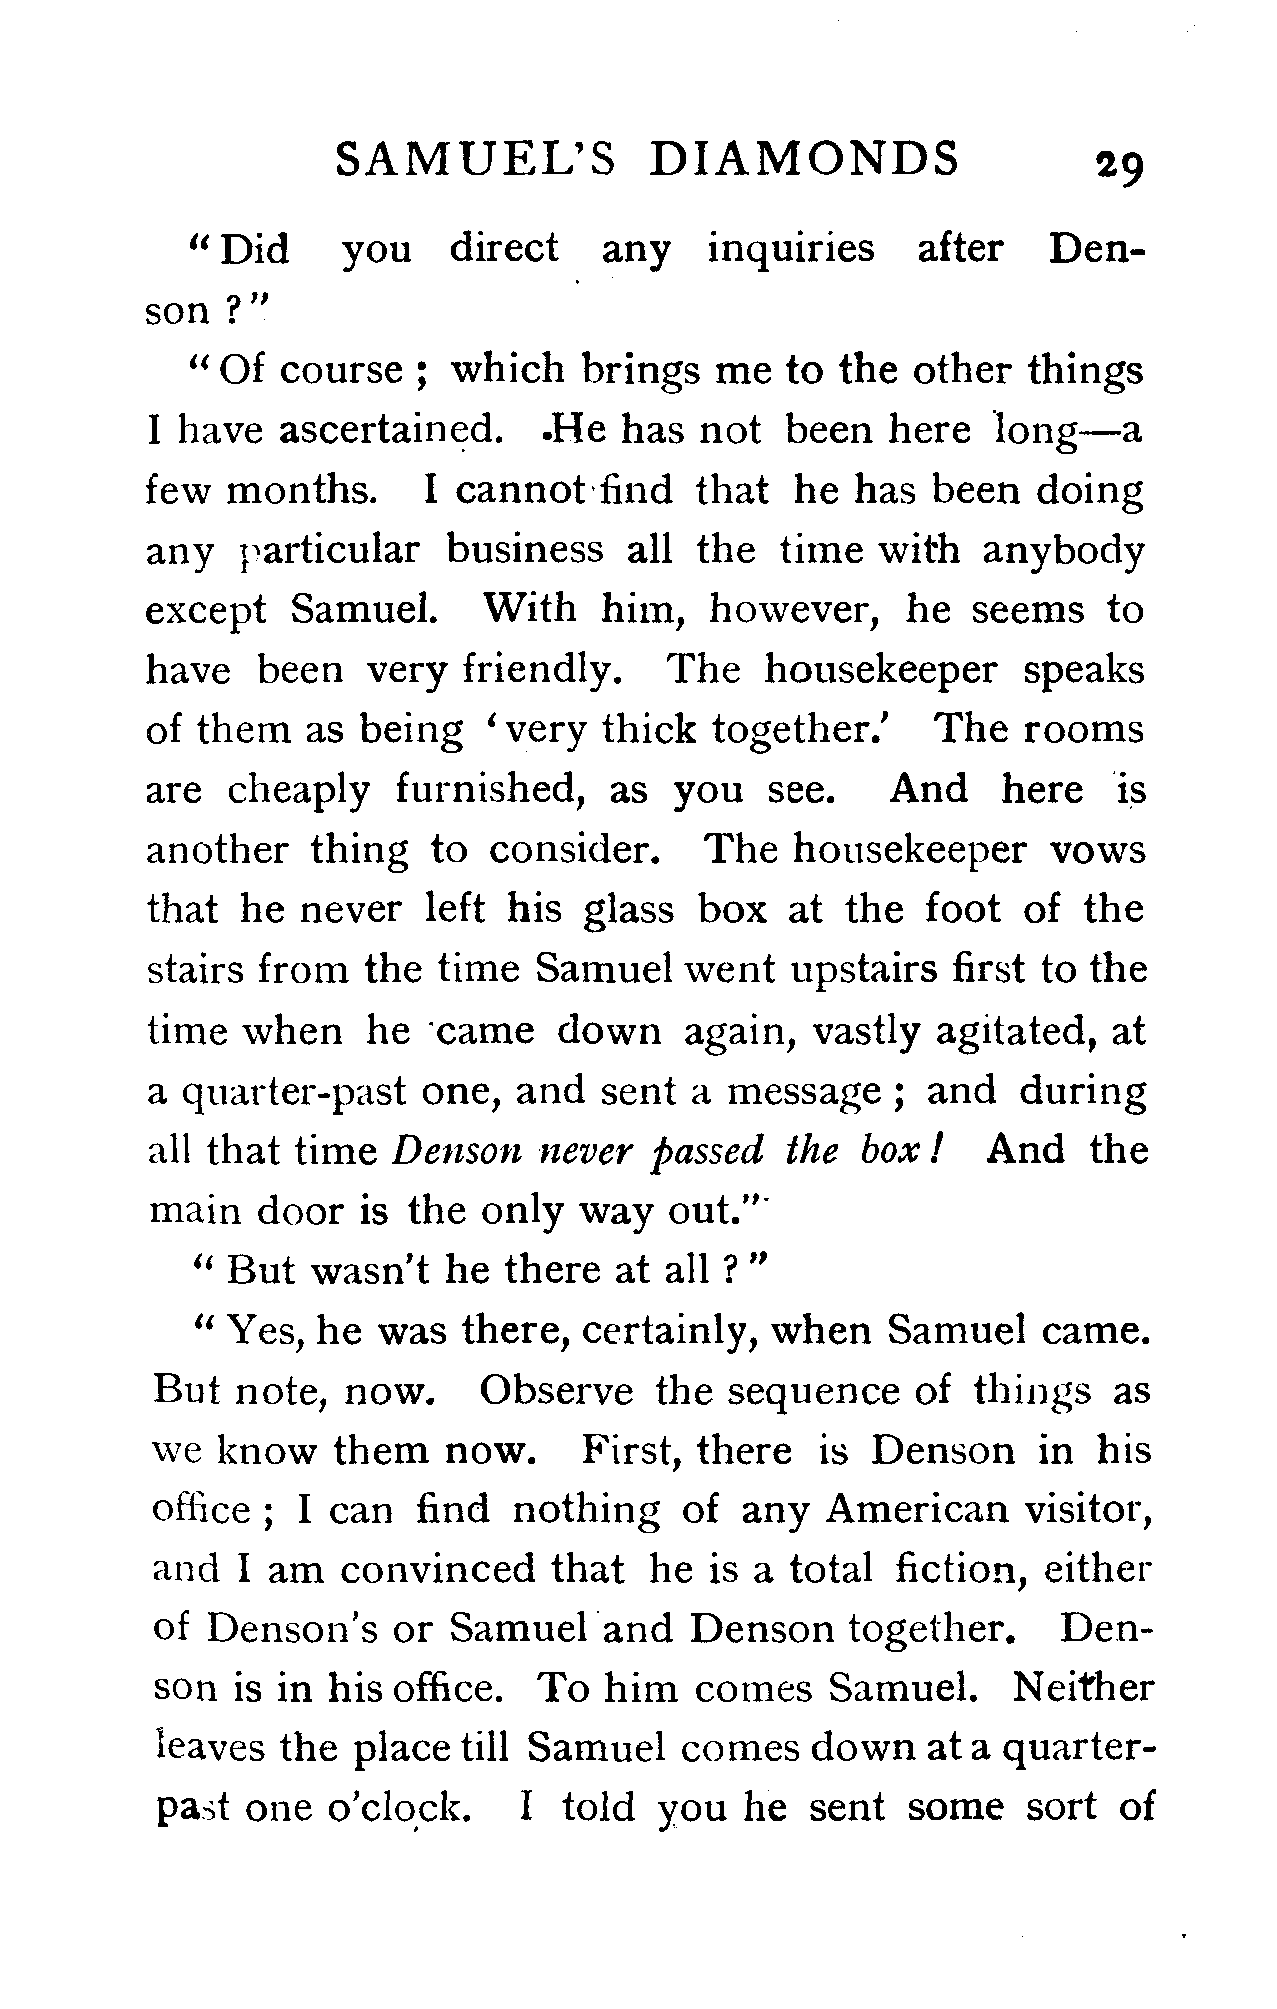 SAMUEL'S DIAMONDS 29
"Did you direct any inquiries after Den-
son ?"
"Of course ; which brings me to the other things
I have ascertained. He has not been here long—a
few months. I cannot find that he has been doing
any particular business all the time with anybody
except Samuel. With him, however, he seems to
have been very friendly. The housekeeper speaks
of them as being 'very thick together.' The rooms
are cheaply furnished, as you see. And here is
another thing to consider. The housekeeper vows
that he never left his glass box at the foot of the
stairs from the time Samuel went upstairs first to the
time when he came down again, vastly agitated, at
a quarter-past one, and sent a message ; and during
all that time Denson never passed the box ! And the
main door is the only way out."
"But wasn't he there at all ?"
"Yes, he was there, certainly, when Samuel came.
But note, now. Observe the sequence of things as
we know them now. First, there is Denson in his
office ; I can find nothing of any American visitor,
and I am convinced that he is a total fiction, either
of Denson's or Samuel and Denson together. Den-
son is in his office. To him comes Samuel. Neither
leaves the place till Samuel comes down at a quarter-
past one o'clock. I told you he sent some sort of